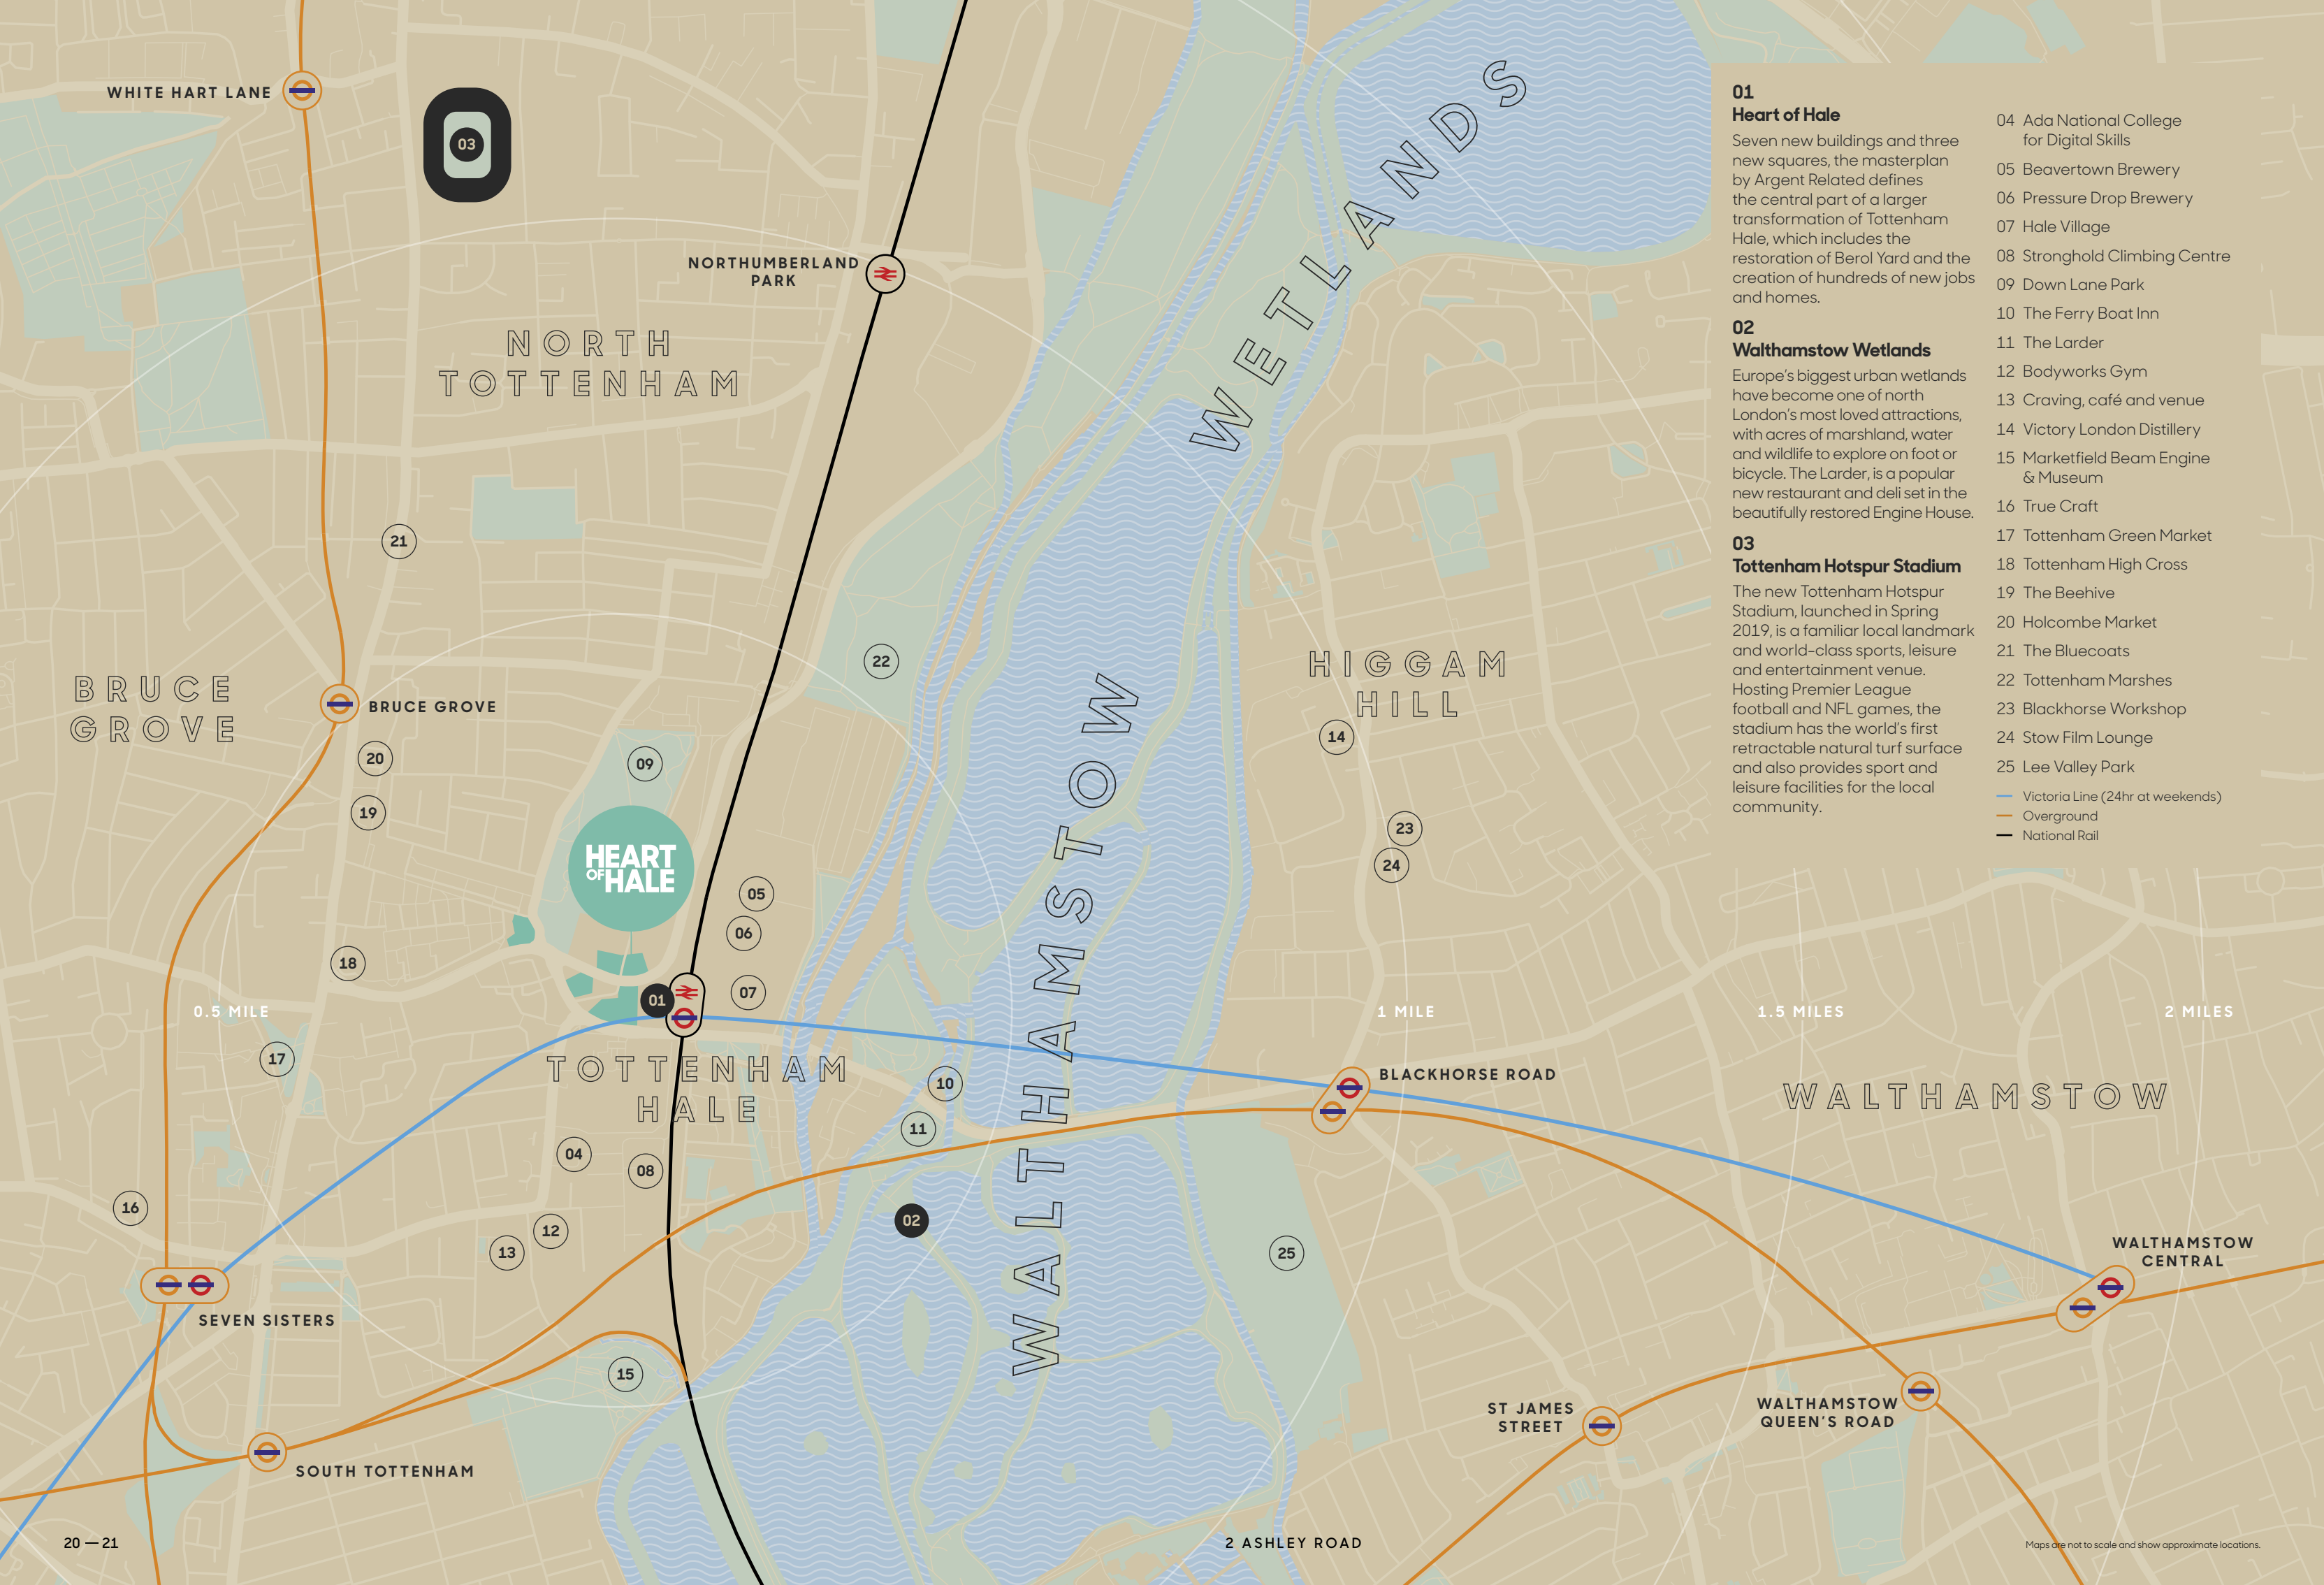 WHITE HART LANE
03
NORTHUMBERLAND
PARK
NORTH
TOTTENHAM
WETLANDS
21
22
BRUCE
GROVE
BRUCE GROVE
HIGGAM
HILL
14
20
09
19
23
24
HEART
OF HALE
05
06
18
01
07
0.5 MILE
1 MILE
1.5 MILES
2 MILES
17
TOTTENHAM
HALE
10
11
BLACKHORSE ROAD
WALTHAMSTOW
WALTHAMSTOW
04
08
16
12
13
02
25
WALTHAMSTOW
CENTRAL
SEVEN SISTERS
15
ST JAMES
STREET
WALTHAMSTOW
QUEEN'S ROAD
SOUTH TOTTENHAM
01
Heart of Hale
Seven new buildings and three
new squares, the masterplan
by Argent Related defines
the central part of a larger
transformation of Tottenham
Hale, which includes the
restoration of Berol Yard and the
creation of hundreds of new jobs
and homes.
02
Walthamstow Wetlands
Europe's biggest urban wetlands
have become one of north
London's most loved attractions,
with acres of marshland, water
and wildlife to explore on foot or
bicycle. The Larder, is a popular
new restaurant and deli set in the
beautifully restored Engine House.
03
Tottenham Hotspur Stadium
The new Tottenham Hotspur
Stadium, launched in Spring
2019, is a familiar local landmark
and world-class sports, leisure
and entertainment venue.
Hosting Premier League
football and NFL games, the
stadium has the world's first
retractable natural turf surface
and also provides sport and
leisure facilities for the local
community.
04 Ada National College
for Digital Skills
05 Beavertown Brewery
06 Pressure Drop Brewery
07 Hale Village
08 Stronghold Climbing Centre
09 Down Lane Park
10 The Ferry Boat Inn
11 The Larder
12 Bodyworks Gym
13 Craving, café and venue
14 Victory London Distillery
15 Marketfield Beam Engine
& Museum
16 True Craft
17 Tottenham Green Market
18 Tottenham High Cross
19 The Beehive
20 Holcombe Market
21 The Bluecoats
22 Tottenham Marshes
23 Blackhorse Workshop
24 Stow Film Lounge
25 Lee Valley Park
Victoria Line (24hr at weekends)
Overground
National Rail
20 — 21
2 ASHLEY ROAD
Maps are not to scale and show approximate locations.